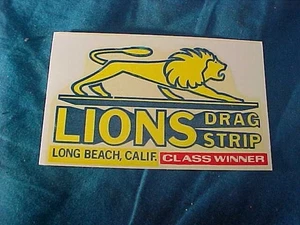 LIONS DRAG STRIP
LONG BEACH, CALIF. CLASS WINNER